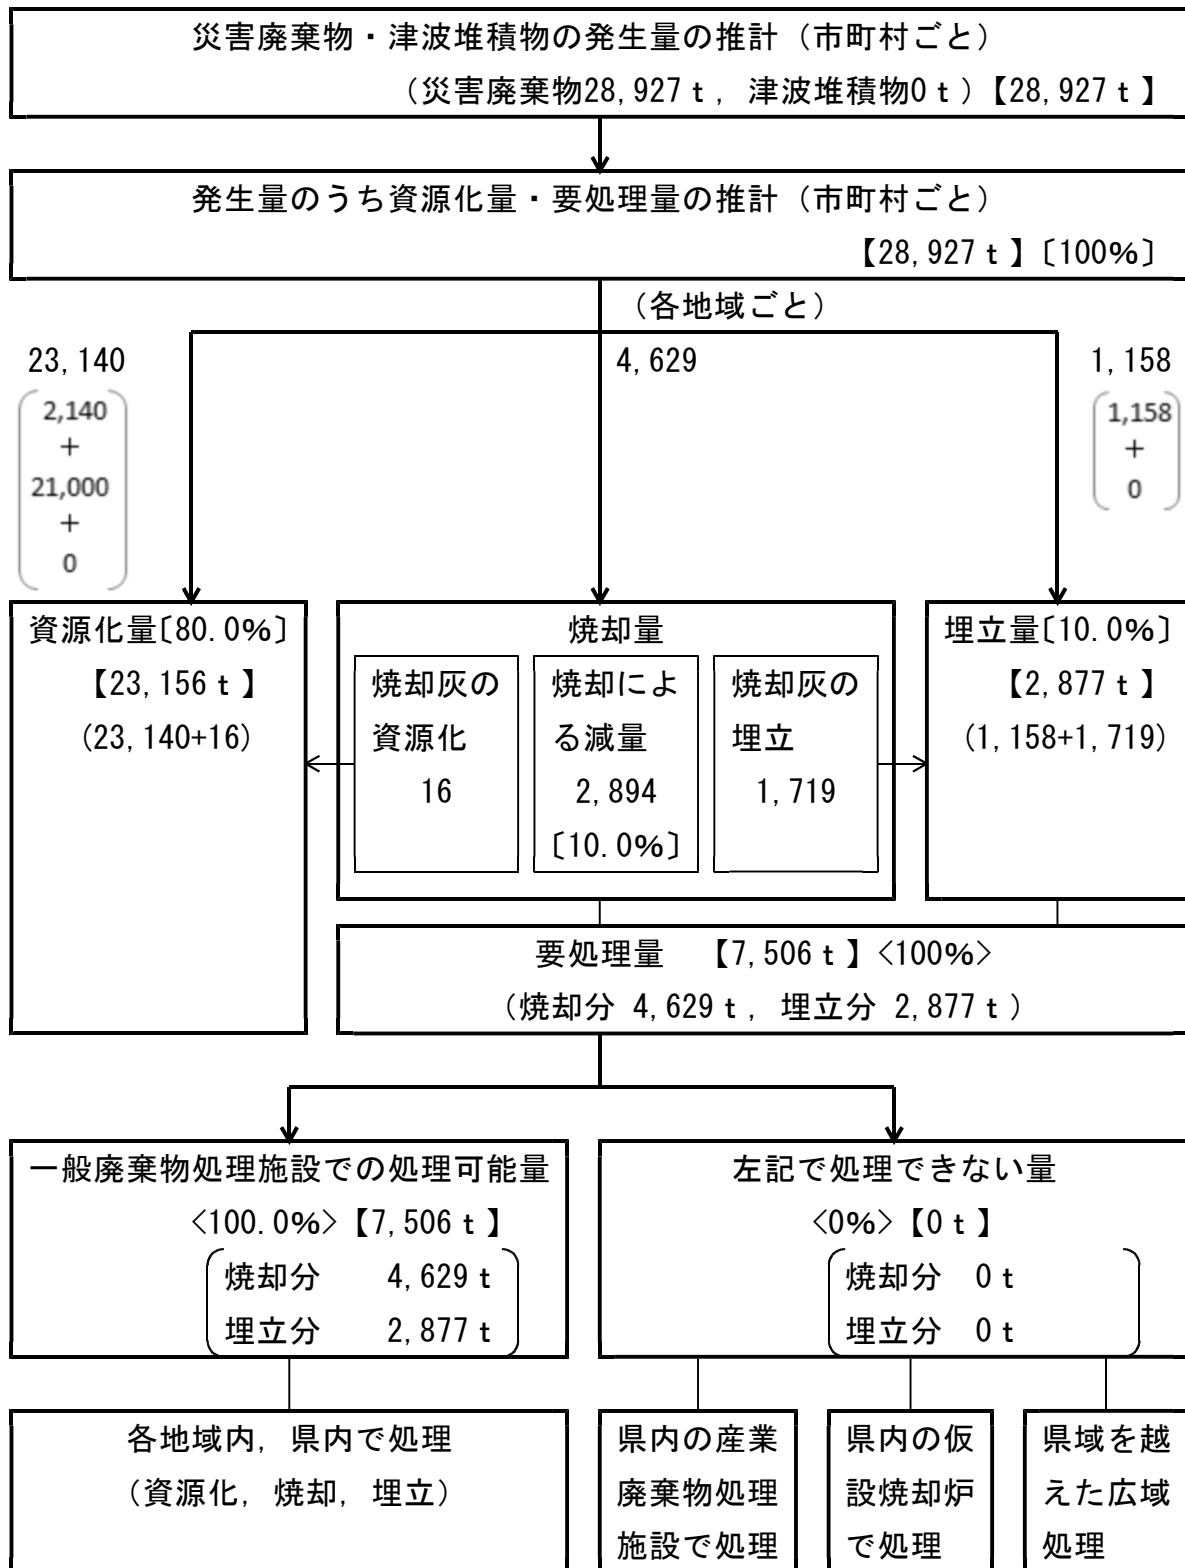 災害廃棄物・津波堆積物の発生量の推計（市町村ごと）
（災害廃棄物28,927ｔ，津波堆積物0ｔ）【28,927ｔ】
発生量のうち資源化量・要処理量の推計（市町村ごと）
【28,927ｔ】〔100%〕
（各地域ごと）
23,140
2,140
＋
21,000
＋
0
4,629
1,158
1,158
＋
0
資源化量〔80.0%〕
【23,156ｔ】
(23,140+16)
焼却量
焼却灰の
資源化
16
焼却によ
る減量
2,894
〔10.0%〕
焼却灰の
埋立
1,719
埋立量〔10.0%〕
【2,877ｔ】
(1,158+1,719)
要処理量　【7,506ｔ】<100%>
（焼却分 4,629ｔ，埋立分 2,877ｔ）
一般廃棄物処理施設での処理可能量
<100.0%>【7,506ｔ】
焼却分　4,629ｔ
埋立分　2,877ｔ
左記で処理できない量
<0%>【0ｔ】
焼却分　0ｔ
埋立分　0ｔ
各地域内，県内で処理
（資源化，焼却，埋立）
県内の産業
廃棄物処理
施設で処理
県内の仮
設焼却炉
で処理
県域を越
えた広域
処理